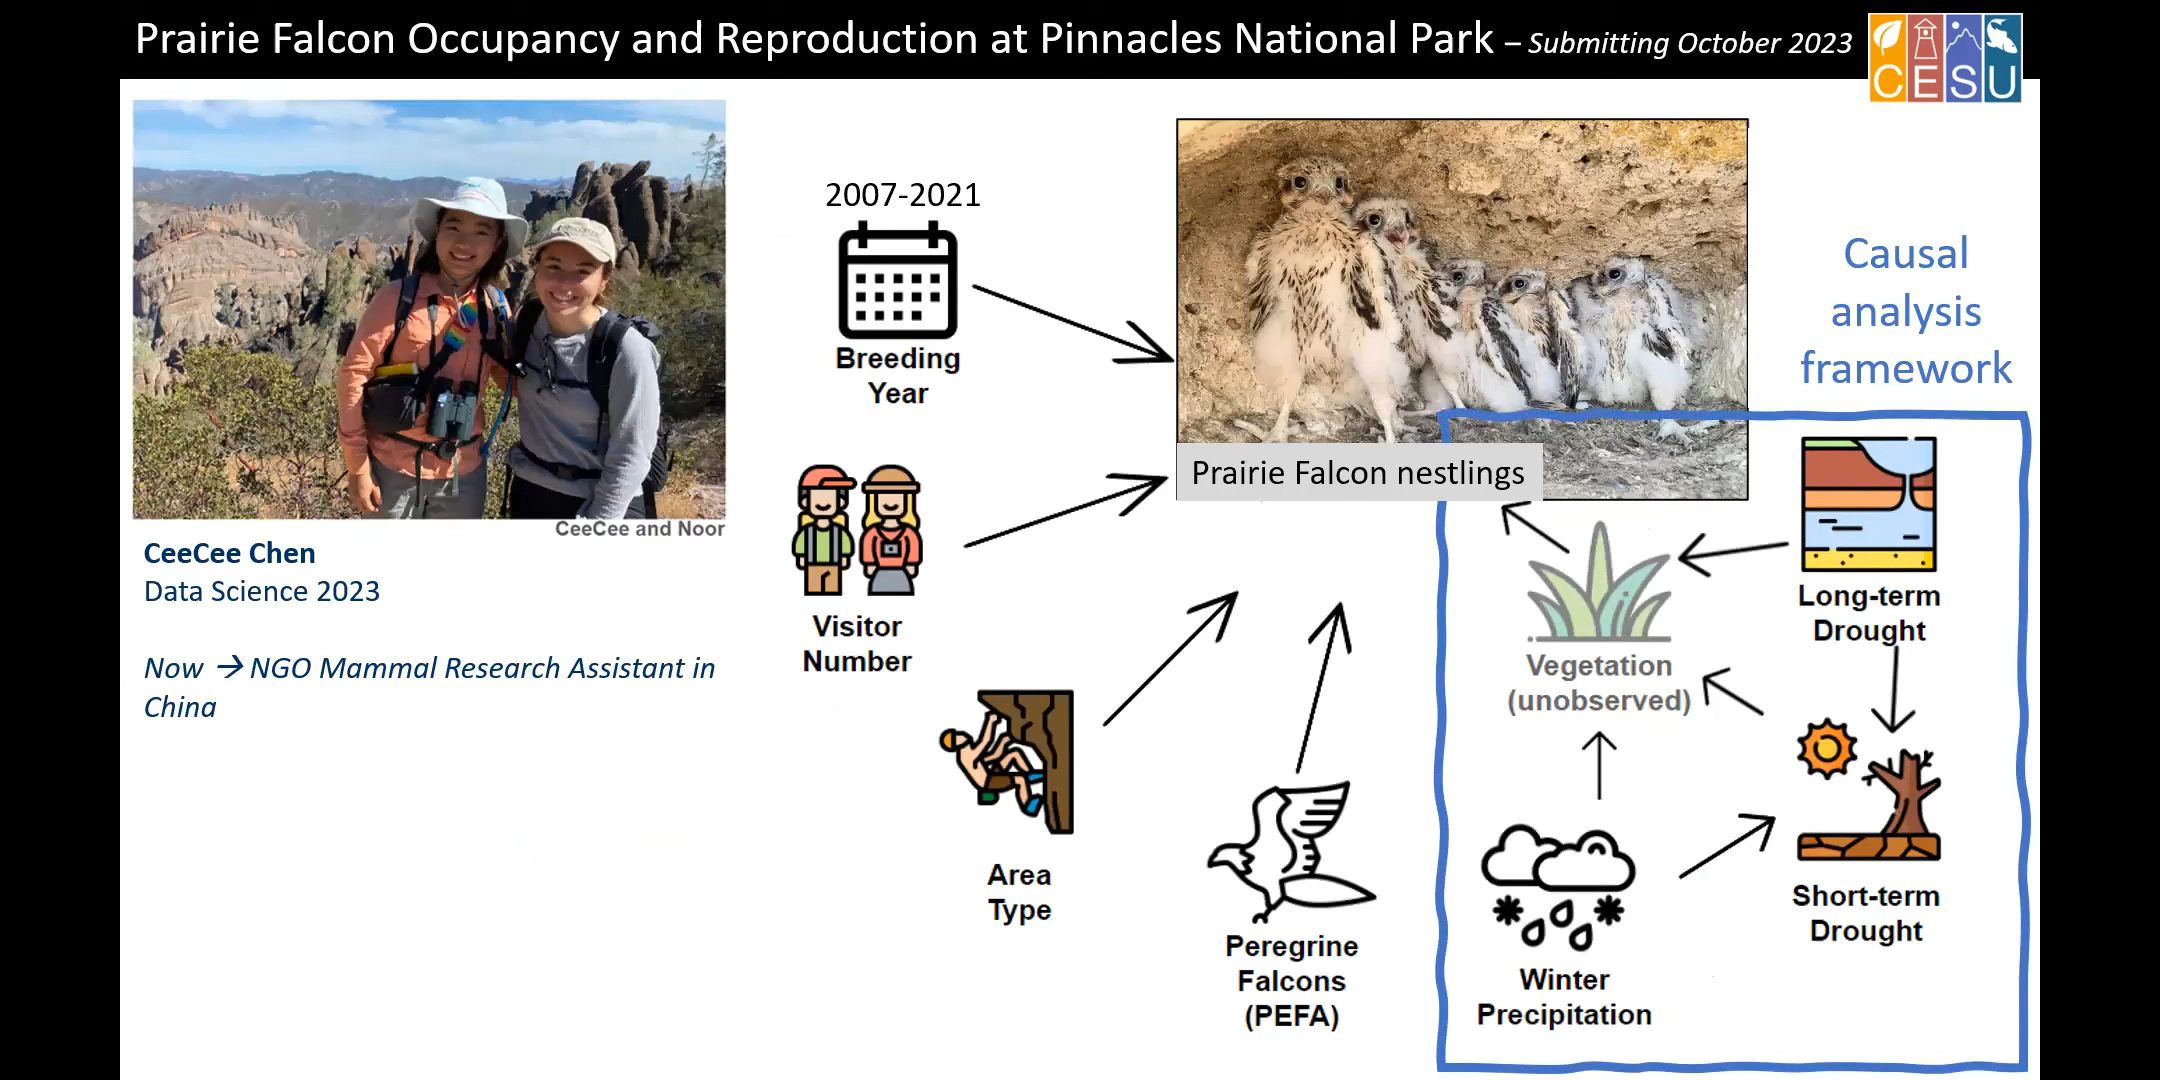 Prairie Falcon Occupancy and Reproduction at Pinnacles National Park – Submitting October 2023
CESU
CeeCee and Noor
CeeCee Chen
Data Science 2023
Now → NGO Mammal Research Assistant in
China
2007-2021
Breeding
Year
Visitor
Number
Area
Type
Peregrine
Falcons
(PEFA)
Prairie Falcon nestlings
Causal
analysis
framework
Long-term
Drought
Vegetation
(unobserved)
Short-term
Drought
Winter
Precipitation